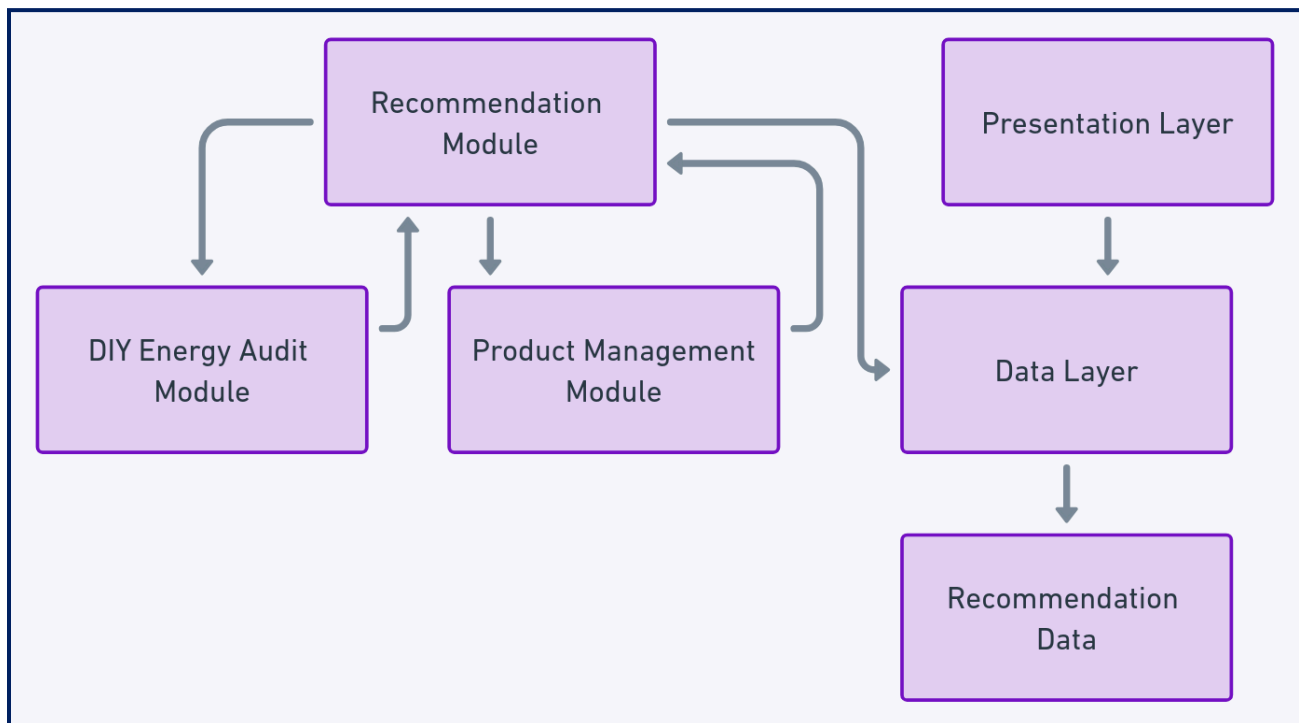 Recommendation
Module
Presentation Layer
DIY Energy Audit
Module
Product Management
Module
Data Layer
Recommendation
Data